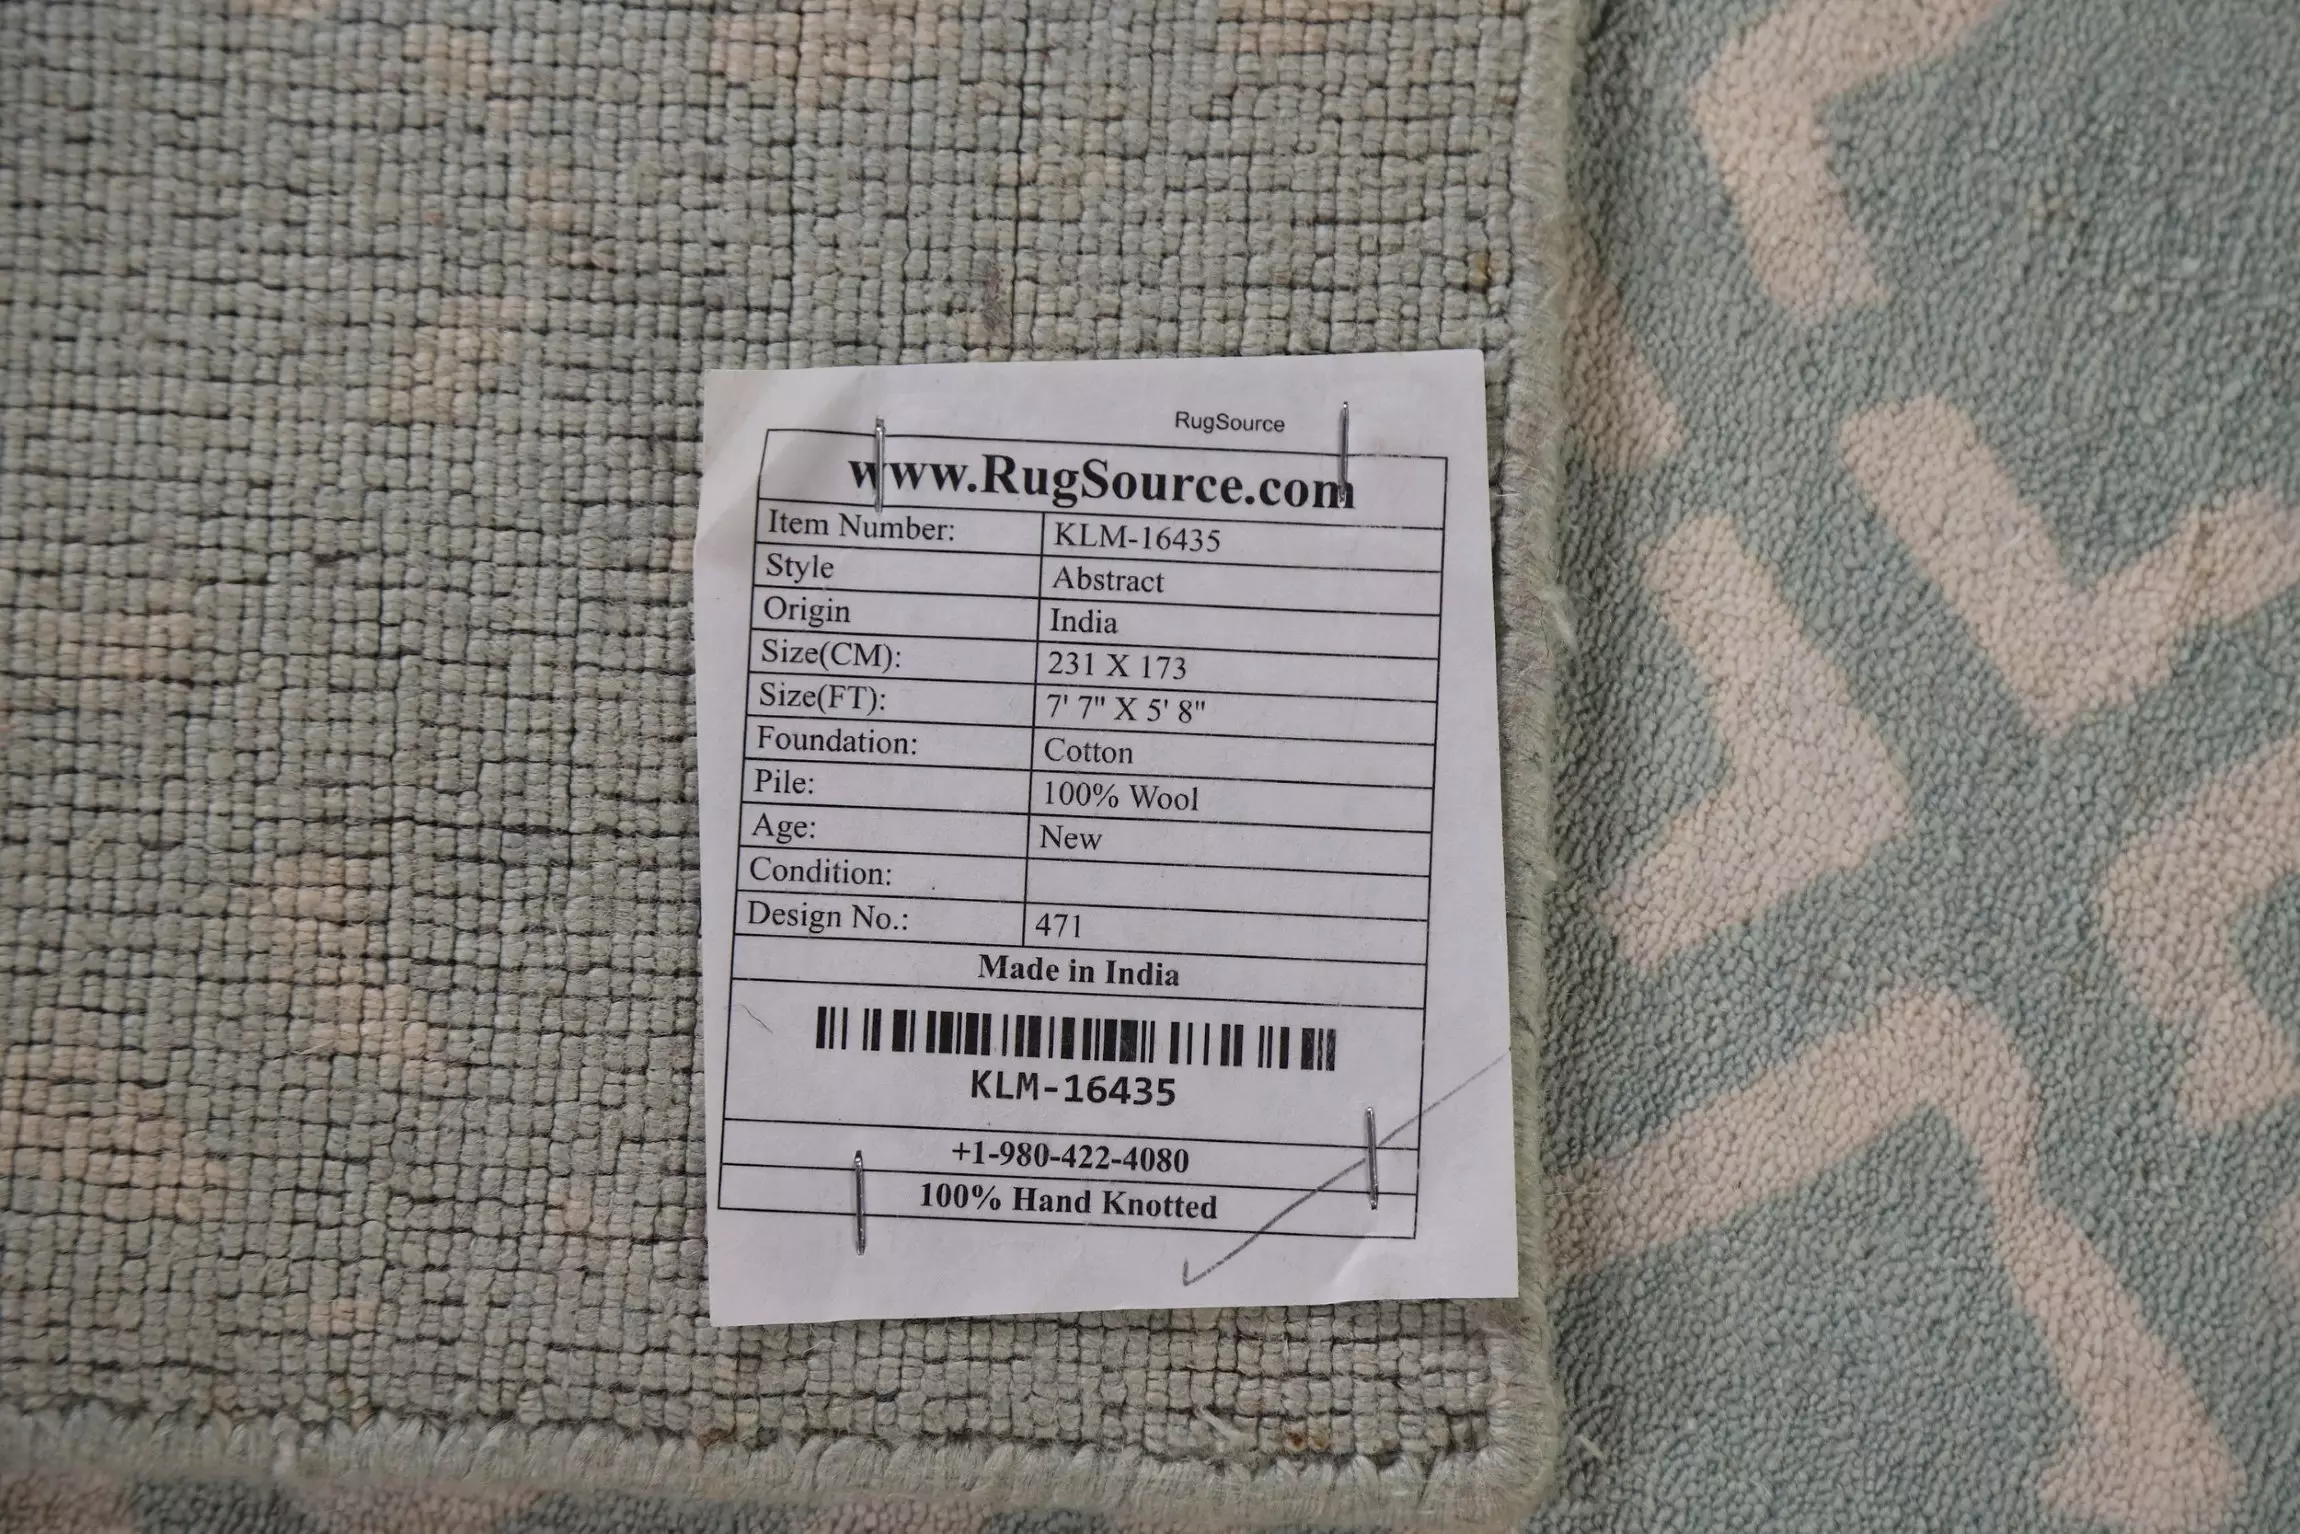 RugSource
www.RugSource.com
Item Number: KLM-16435
Style Abstract
Origin India
Size(CM): 231 X 173
Size(FT): 7' 7" X 5' 8"
Foundation: Cotton
Pile: 100% Wool
Age: New
Condition:
Design No.: 471
Made in India
KLM-16435
+1-980-422-4080
100% Hand Knotted